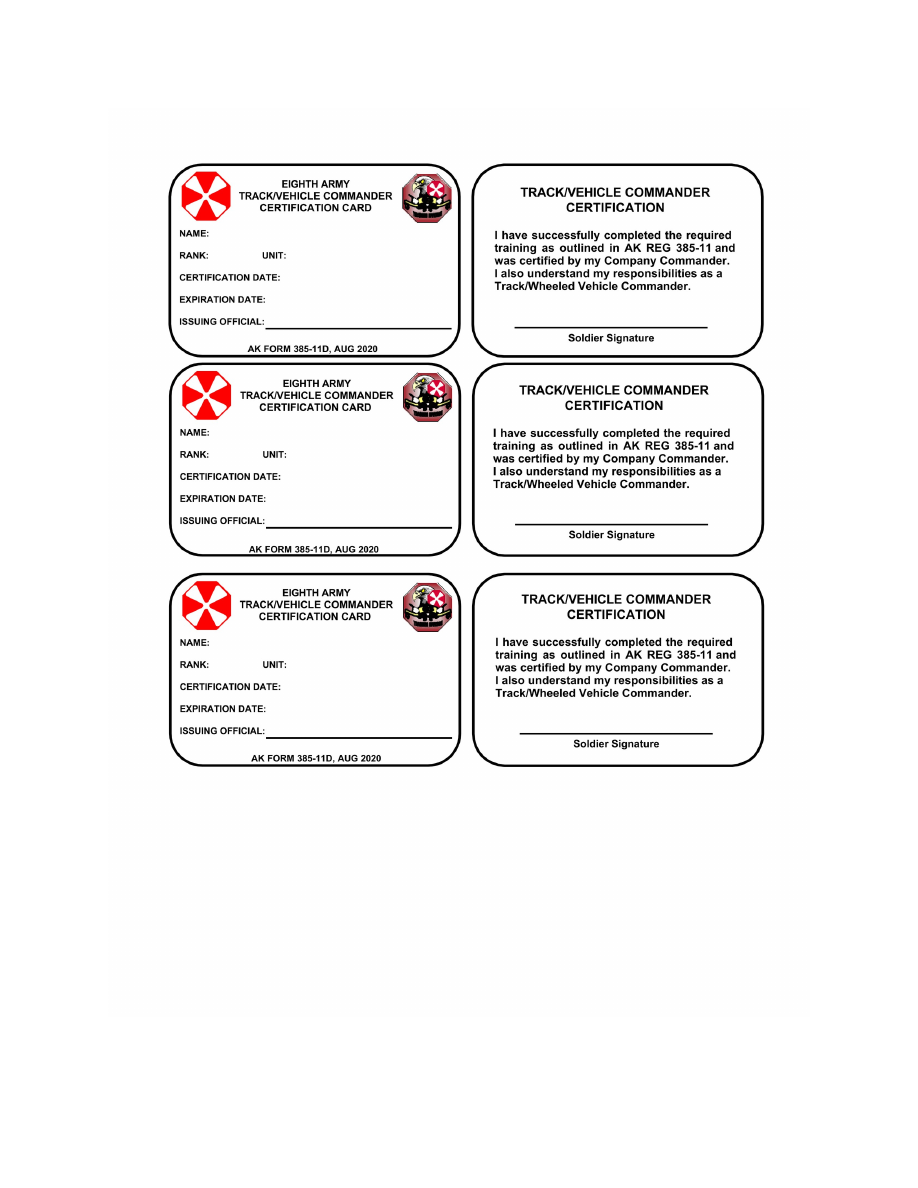 EIGHTH ARMY
TRACK/VEHICLE COMMANDER
CERTIFICATION CARD
NAME:
RANK: UNIT:
CERTIFICATION DATE:
EXPIRATION DATE:
ISSUING OFFICIAL:
AK FORM 385-11D, AUG 2020
TRACK/VEHICLE COMMANDER
CERTIFICATION
I have successfully completed the required
training as outlined in AK REG 385-11 and
was certified by my Company Commander.
I also understand my responsibilities as a
Track/Wheeled Vehicle Commander.
Soldier Signature
EIGHTH ARMY
TRACK/VEHICLE COMMANDER
CERTIFICATION CARD
NAME:
RANK: UNIT:
CERTIFICATION DATE:
EXPIRATION DATE:
ISSUING OFFICIAL:
AK FORM 385-11D, AUG 2020
TRACK/VEHICLE COMMANDER
CERTIFICATION
I have successfully completed the required
training as outlined in AK REG 385-11 and
was certified by my Company Commander.
I also understand my responsibilities as a
Track/Wheeled Vehicle Commander.
Soldier Signature
EIGHTH ARMY
TRACK/VEHICLE COMMANDER
CERTIFICATION CARD
NAME:
RANK: UNIT:
CERTIFICATION DATE:
EXPIRATION DATE:
ISSUING OFFICIAL:
AK FORM 385-11D, AUG 2020
TRACK/VEHICLE COMMANDER
CERTIFICATION
I have successfully completed the required
training as outlined in AK REG 385-11 and
was certified by my Company Commander.
I also understand my responsibilities as a
Track/Wheeled Vehicle Commander.
Soldier Signature